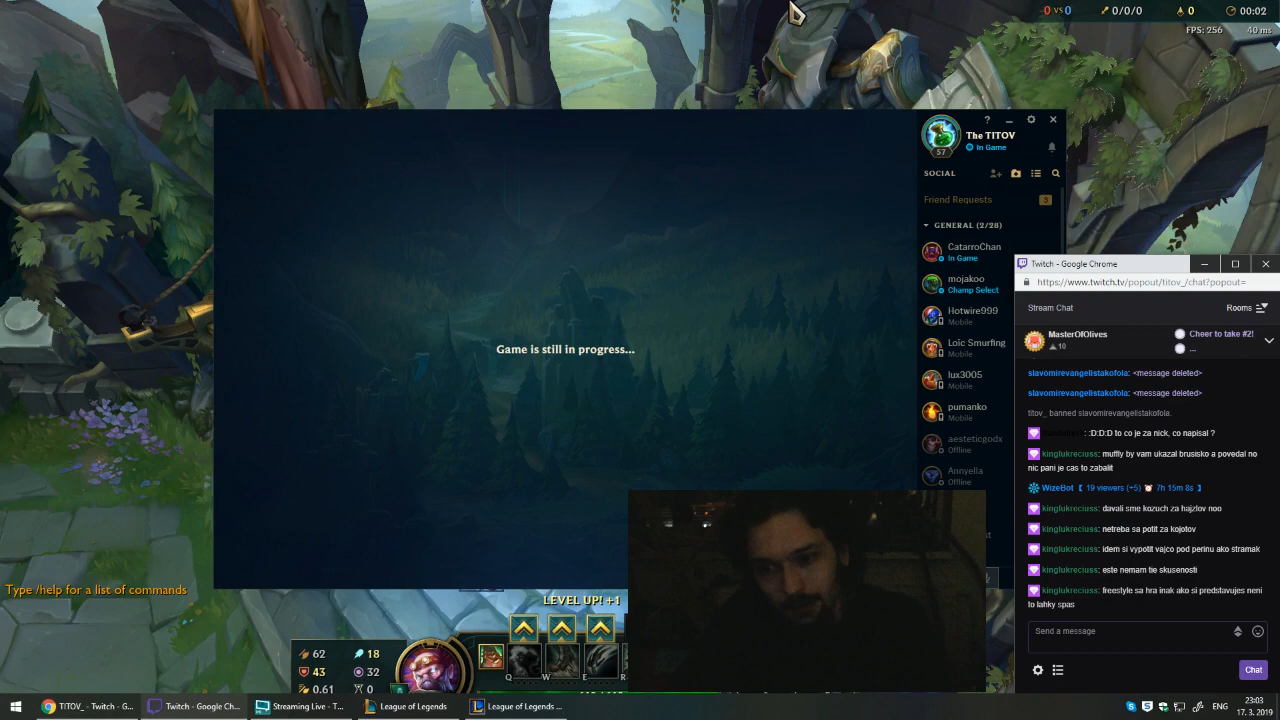 0 vs 0 0/0/0 0 00:02
FPS: 256 40 ms
?
57
The TITOV
In Game
SOCIAL
Friend Requests 3
GENERAL (2/28)
CatarroChan
In Game
mojakoo
Champ Select
Hotwire999
Mobile
Loïc Smurfing
Mobile
lux3005
Mobile
pumanko
Mobile
aesteticgodx
Offline
Annyella
Offline
Game is still in progress...
Twitch - Google Chrome
https://www.twitch.tv/popout/titov_/chat?popout=
Stream Chat Rooms
MasterOfOlives
10
Cheer to take #2!
...
slavomirevangelistakofola: <message deleted>
slavomirevangelistakofola: <message deleted>
titov_ banned slavomirevangelistakofola.
: :D:D:D to co je za nick, co napisal ?
kinglukreciuss: muffly by vam ukazal brusisko a povedal no
nic pani je cas to zabalit
WizeBot [ 19 viewers (+5) 7h 15m 8s ]
kinglukreciuss: davali sme kozuch za hajzlov noo
kinglukreciuss: netreba sa potit za kojotov
kinglukreciuss: idem si vypotit vajco pod perinu ako stramak
kinglukreciuss: este nemam tie skusenosti
kinglukreciuss: freestyle sa hra inak ako si predstavujes neni
to lahky spas
Send a message
Chat
Type /help for a list of commands
LEVEL UP! +1
62 18
43 32
0.61 0
Q W E R
TITOV_ - Twitch - G...
Twitch - Google Ch...
Streaming Live - T...
League of Legends
League of Legends ...
ENG
23:03
17. 3. 2019